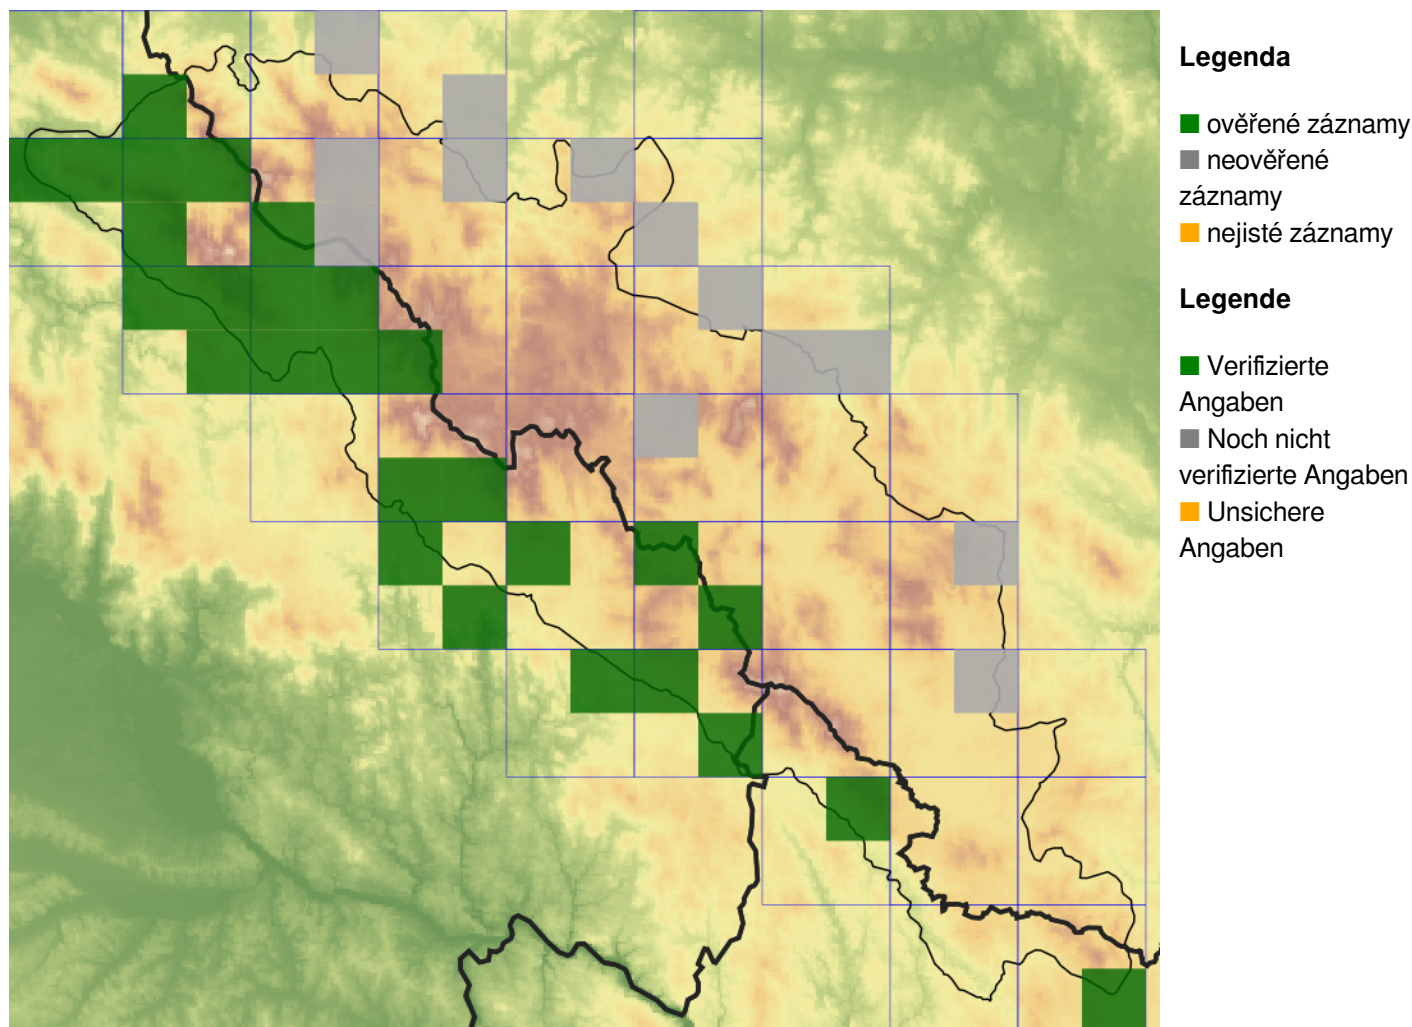 Legenda
ověřené záznamy
neověřené
záznamy
nejisté záznamy
Legende
Verifizierte
Angaben
Noch nicht
verifizierte Angaben
Unsichere
Angaben